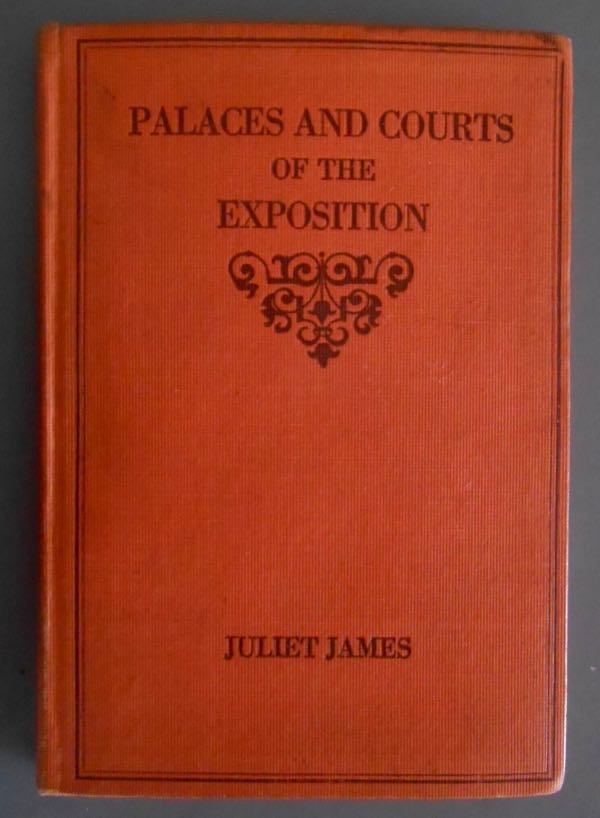 PALACES AND COURTS
OF THE
EXPOSITION
JULIET JAMES